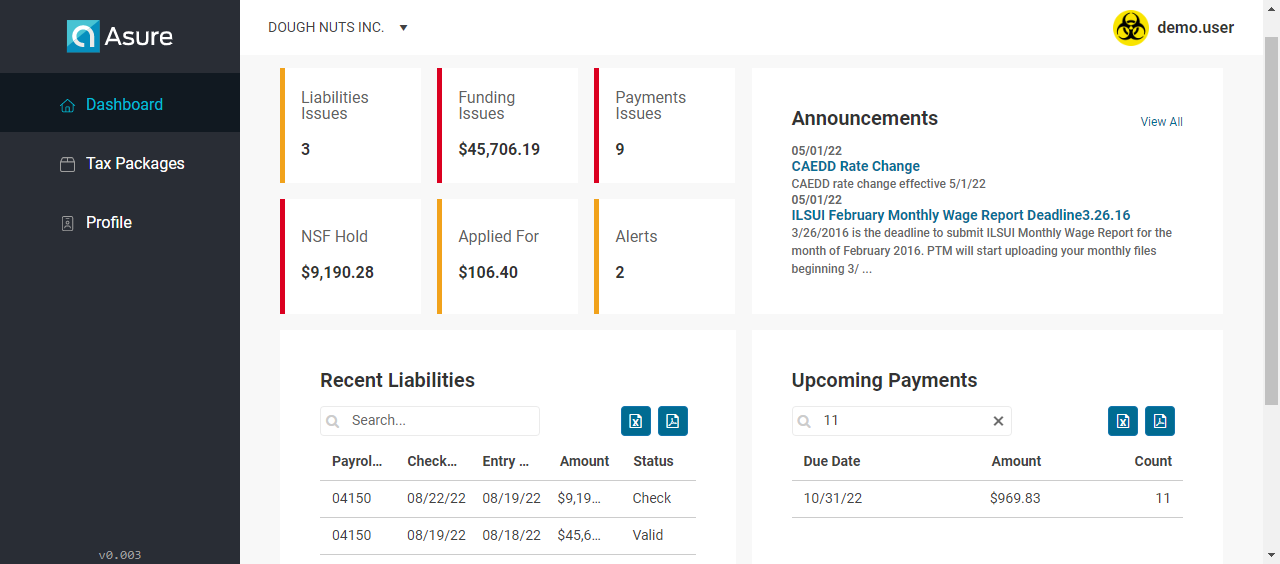 Asure
DOUGH NUTS INC.
demo.user
Dashboard
Tax Packages
Profile
v0.003
Liabilities
Issues
3
Funding
Issues
$45,706.19
Payments
Issues
9
NSF Hold
$9,190.28
Applied For
$106.40
Alerts
2
Announcements
View All
05/01/22
CAEDD Rate Change
CAEDD rate change effective 5/1/22
05/01/22
ILSUI February Monthly Wage Report Deadline3.26.16
3/26/2016 is the deadline to submit ILSUI Monthly Wage Report for the
month of February 2016. PTM will start uploading your monthly files
beginning 3/ ...
Recent Liabilities
Search...
Payrol... Check... Entry ... Amount Status
04150 08/22/22 08/19/22 $9,19... Check
04150 08/19/22 08/18/22 $45,6... Valid
Upcoming Payments
11
Due Date Amount Count
10/31/22 $969.83 11